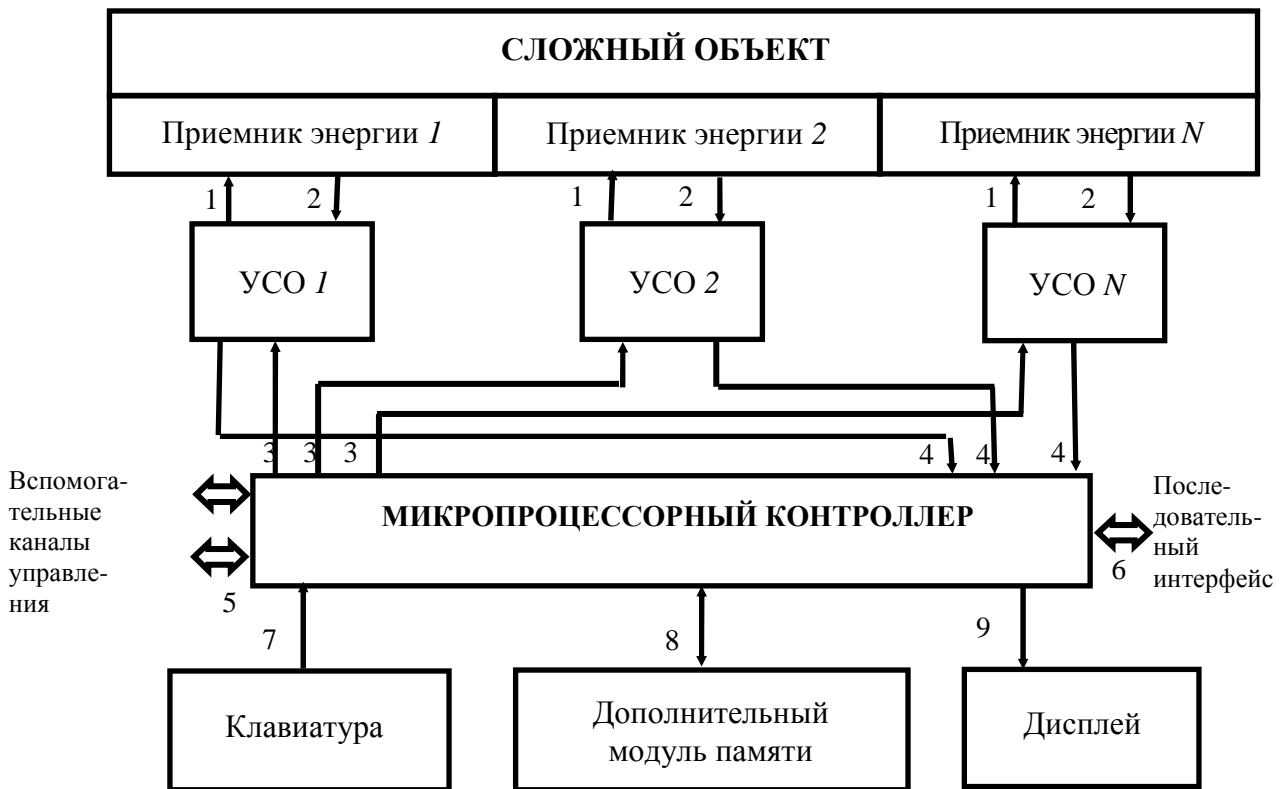 СЛОЖНЫЙ ОБЪЕКТ
Приемник энергии 1
Приемник энергии 2
Приемник энергии N
1
2
1
2
1
2
УСО 1
УСО 2
УСО N
3
3
3
4
4
4
Вспомога-
тельные
каналы
управле-
ния
МИКРОПРОЦЕССОРНЫЙ КОНТРОЛЛЕР
После-
дователь-
ный
интерфейс
5
6
7
8
9
Клавиатура
Дополнительный
модуль памяти
Дисплей